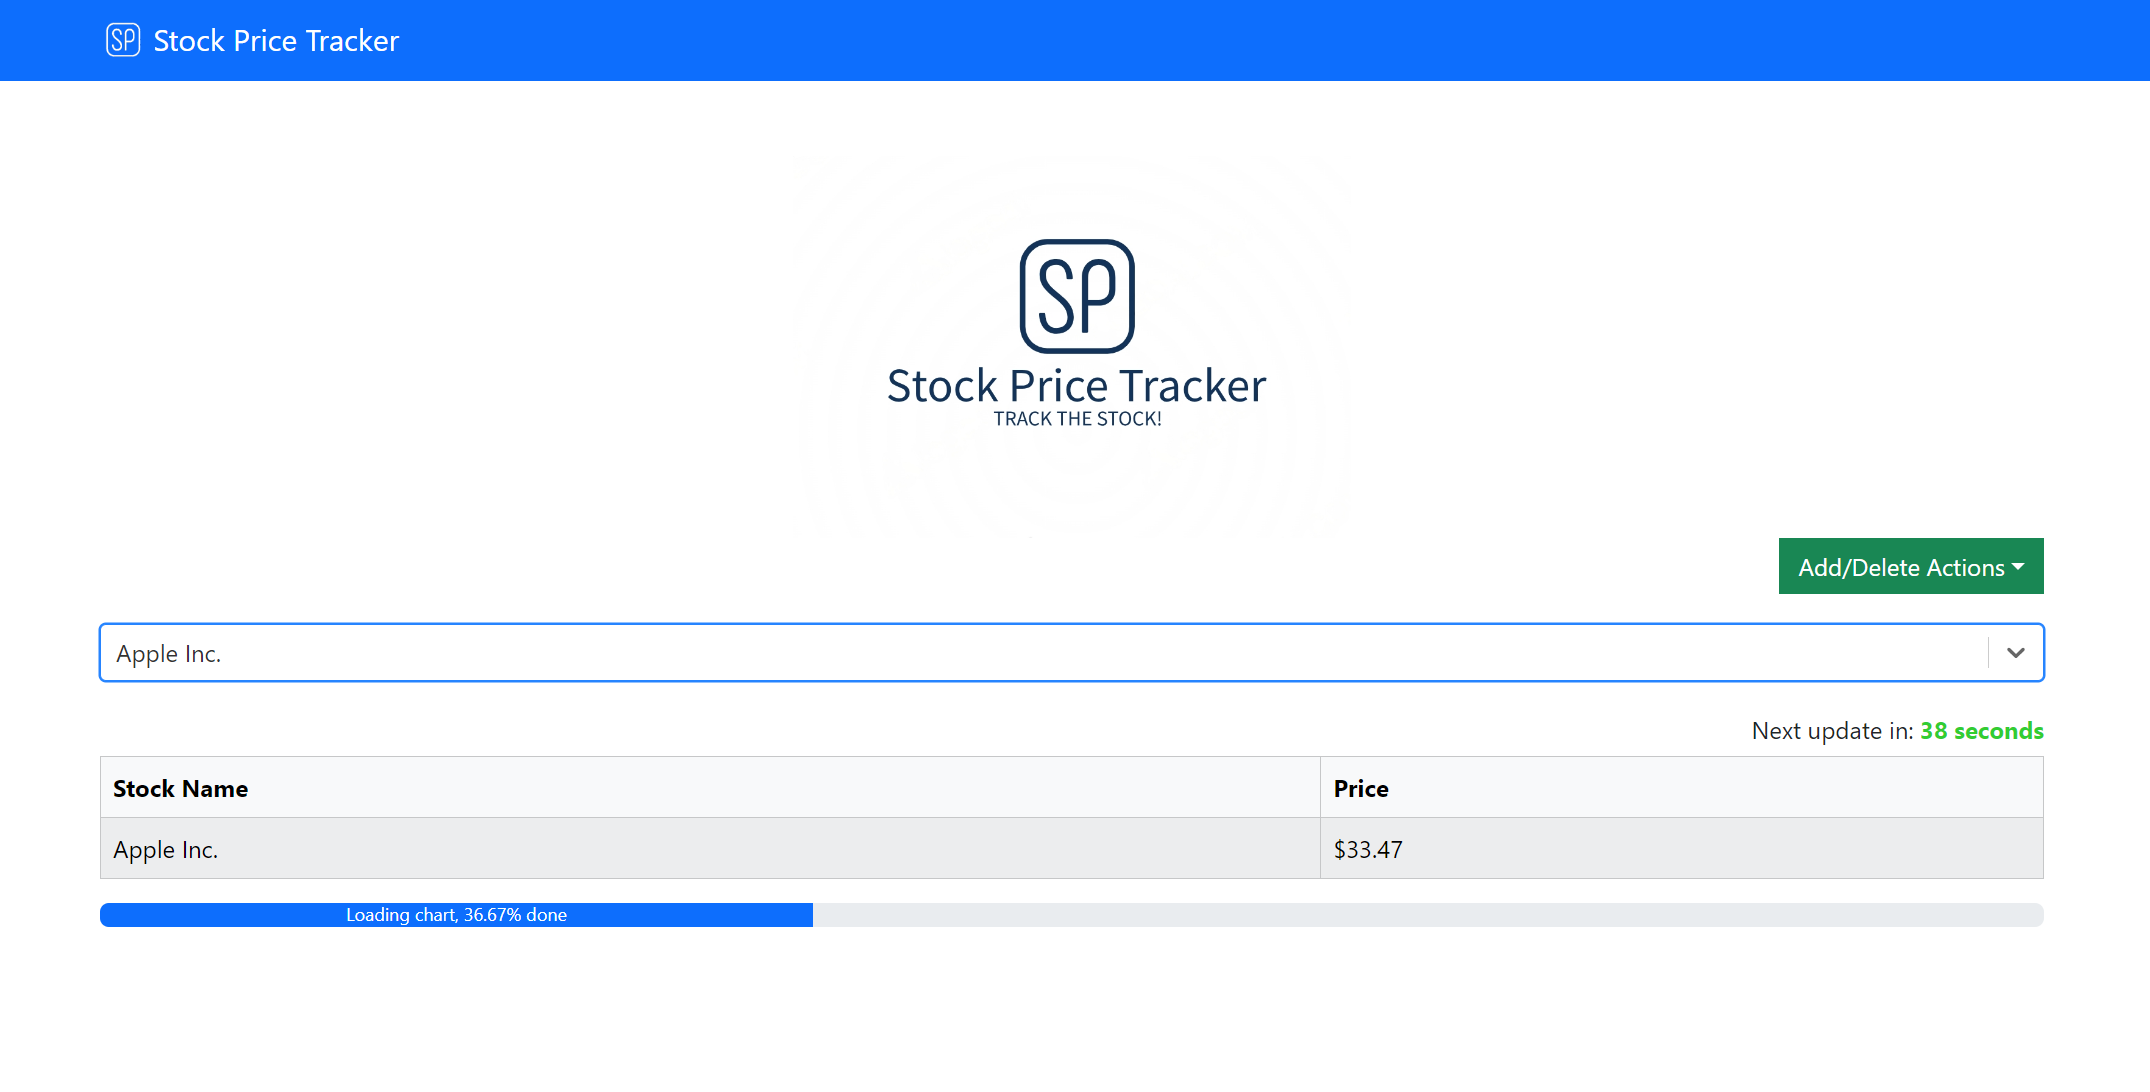 SP Stock Price Tracker
SP
Stock Price Tracker
TRACK THE STOCK!
Add/Delete Actions
Apple Inc.
Next update in: 38 seconds
Stock Name Price
Apple Inc. $33.47
Loading chart, 36.67% done